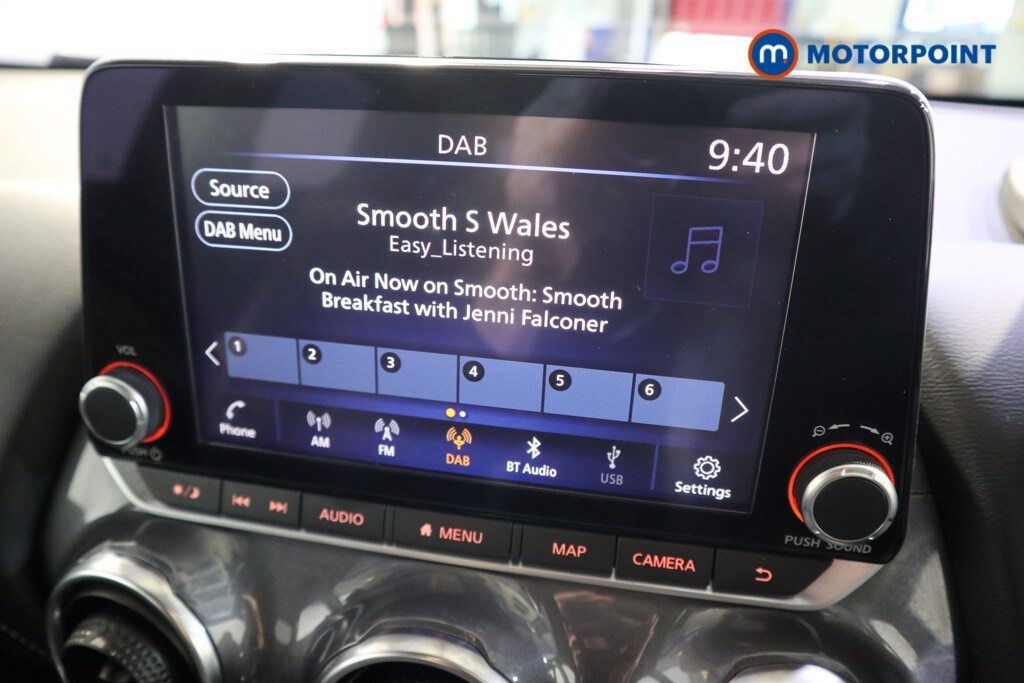 m MOTORPOINT
DAB
9:40
Source
DAB Menu
Smooth S Wales
Easy_Listening
On Air Now on Smooth: Smooth
Breakfast with Jenni Falconer
1 2 3 4 5 6
Phone AM FM DAB BT Audio USB Settings
VOL
PUSH
PUSH SOUND
AUDIO MENU MAP CAMERA